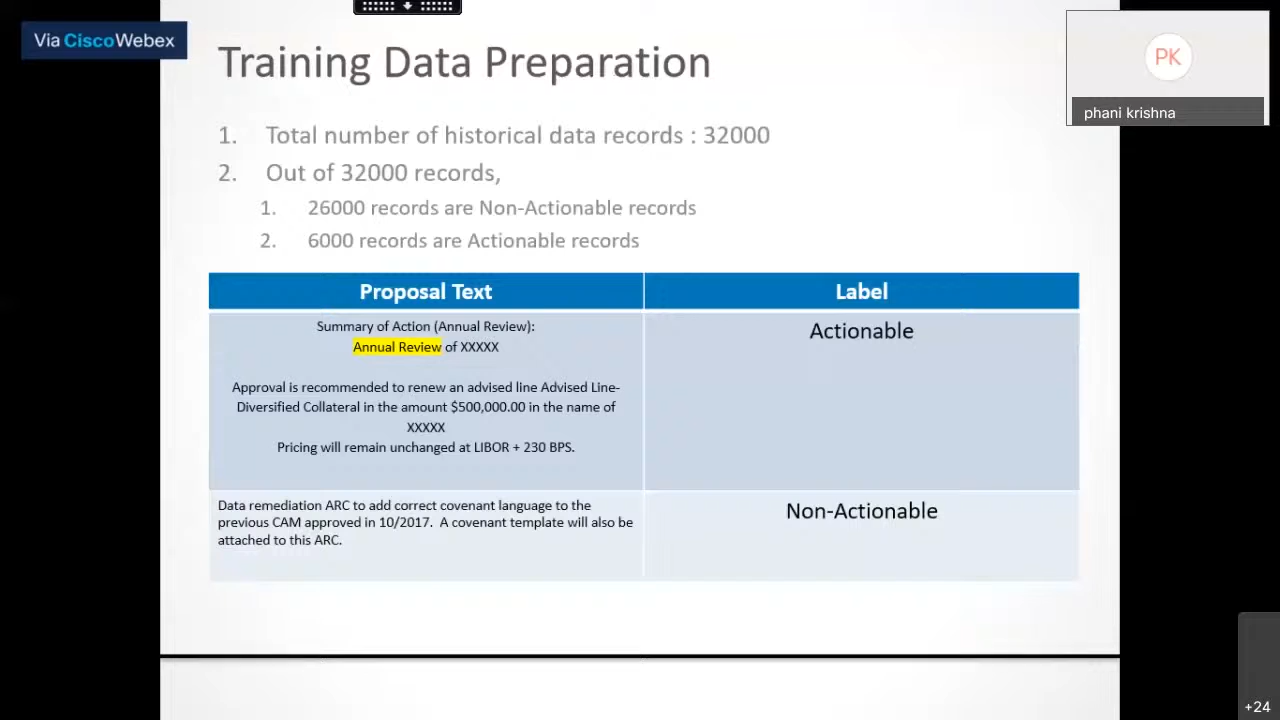 Via CiscoWebex
Training Data Preparation
PK
phani krishna
1. Total number of historical data records : 32000
2. Out of 32000 records,
1. 26000 records are Non-Actionable records
2. 6000 records are Actionable records
Proposal Text
Label
Summary of Action (Annual Review):
Annual Review of XXXXX
Approval is recommended to renew an advised line Advised Line-
Diversified Collateral in the amount $500,000.00 in the name of
XXXXX
Pricing will remain unchanged at LIBOR + 230 BPS.
Actionable
Data remediation ARC to add correct covenant language to the
previous CAM approved in 10/2017. A covenant template will also be
attached to this ARC.
Non-Actionable
+24